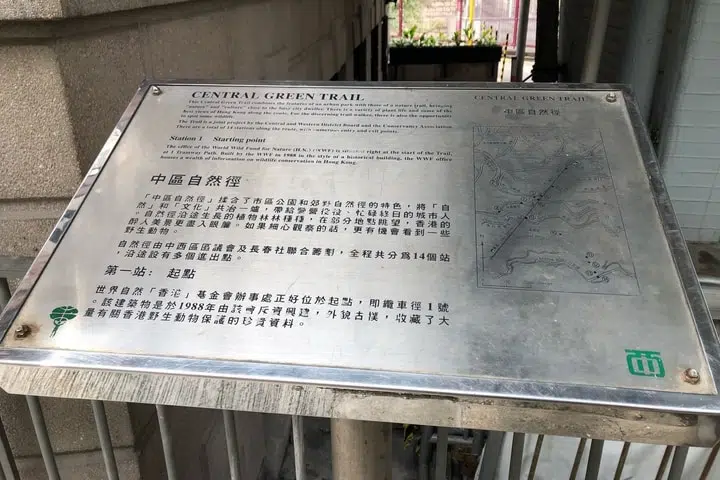 CENTRAL GREEN TRAIL
This Central Green Trail combines the features of an urban park with those of a nature trail, bringing
"nature" and "culture" close to the busy city dweller. There is a variety of plant life and some of the
best views of Hong Kong along the route. For the discerning trail walker, there is also the opportunity
to spot some wildlife.
The Trail is a joint project by the Central and Western District Board and the Conservancy Association
There are a total of 14 stations along the route, with numerous entry and exit points.
Station 1 Starting point
The office of the World Wild Fund for Nature (H.K.) (WWF) is situated right at the start of the Trail,
at 1 Tramway Path. Built by the WWF in 1988 in the style of a historical building, the WWF office
houses a wealth of information on wildlife conservation in Hong Kong
中區自然徑
「中區自然徑」揉合了市區公園和郊野自然徑的特色，將「自
然」和「文化」共冶一爐，帶給營營役役、忙碌終日的城市人
。自然徑沿途生長的植物林林種種，在部分地點眺望，香港的
醉人美景更盡入眼簾。如果細心觀察的話，更有機會看到一些
野生動物。
自然徑由中西區區議會及長春社聯合籌劃，全程共分爲14個站
，沿途設有多個進出點。
第一站： 起點
世界自然「香港」基金會辦事處正好位於起點，即纜車徑1號
。該建築物是於1988年由該會斥資興建，外貌古樸，收藏了大
量有關香港野生動物保護的珍貴資料。
CENTRAL GREEN TRAIL
中區自然徑